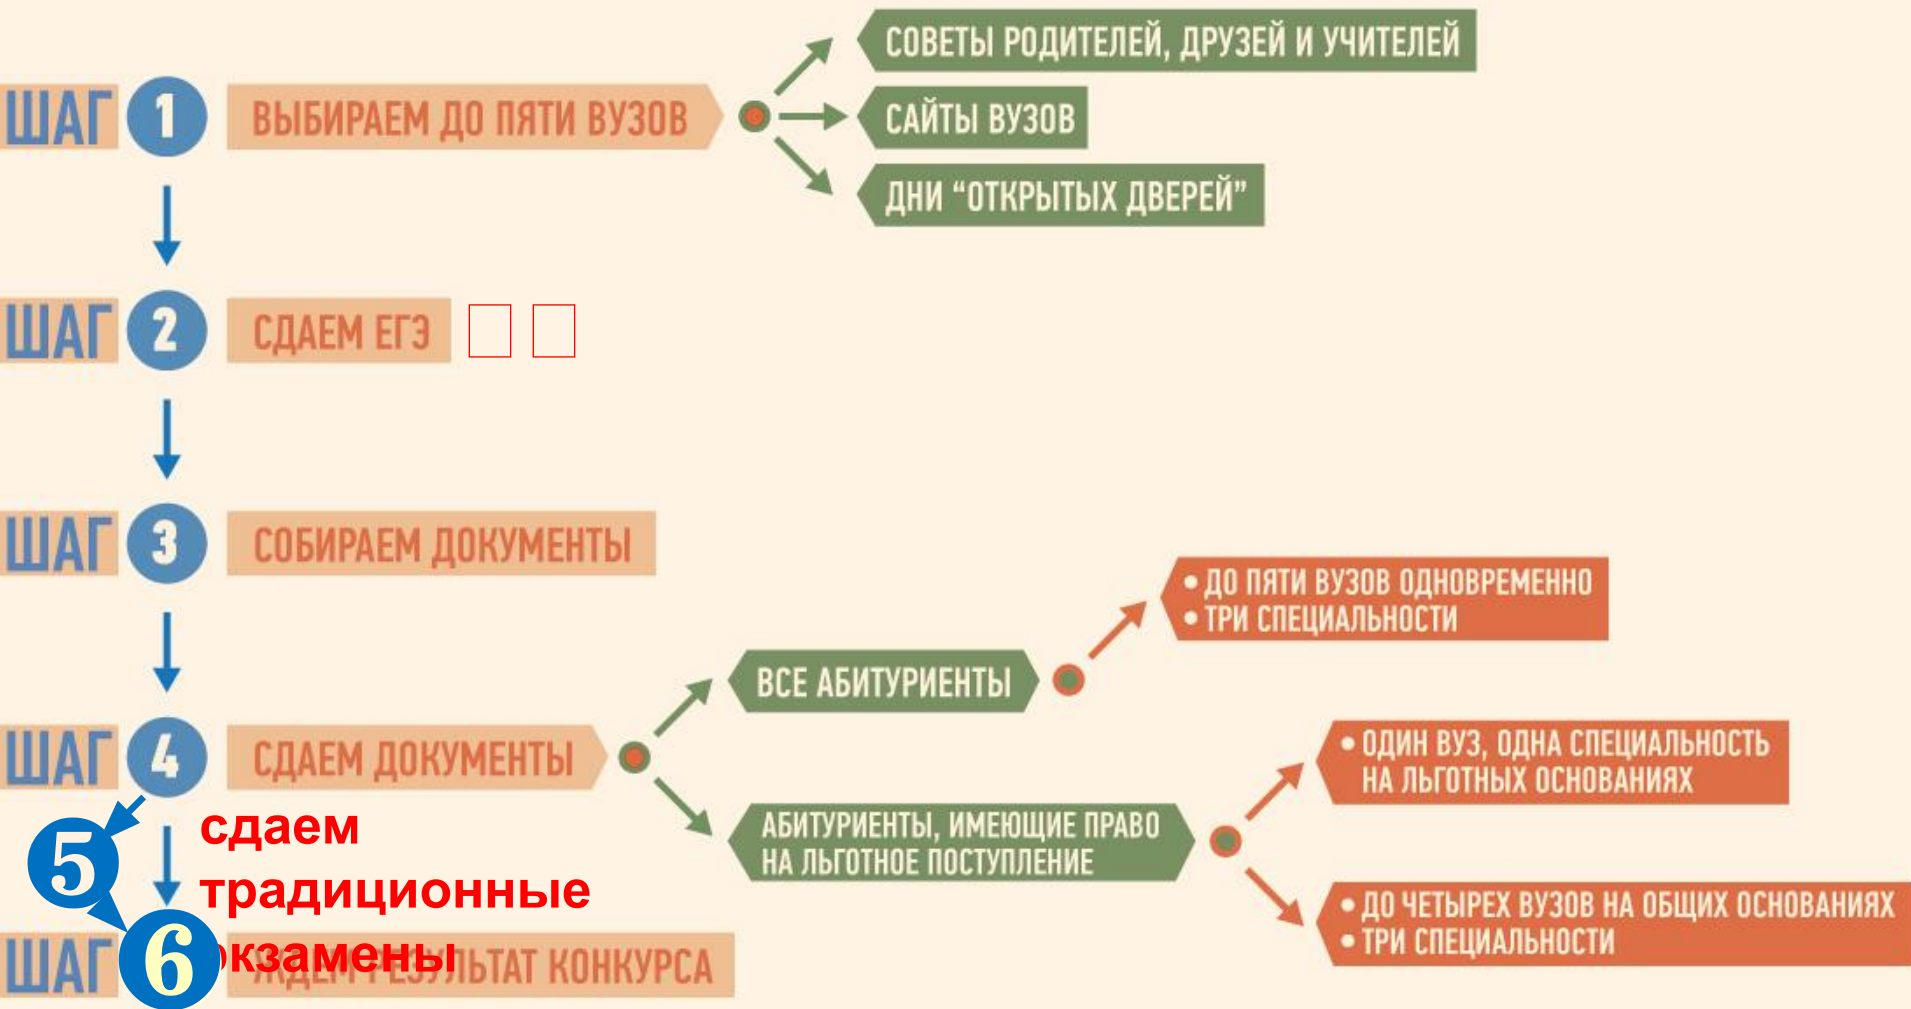 ШАГ 1 ВЫБИРАЕМ ДО ПЯТИ ВУЗОВ
СОВЕТЫ РОДИТЕЛЕЙ, ДРУЗЕЙ И УЧИТЕЛЕЙ
САЙТЫ ВУЗОВ
ДНИ “ОТКРЫТЫХ ДВЕРЕЙ”
ШАГ 2 СДАЕМ ЕГЭ
ШАГ 3 СОБИРАЕМ ДОКУМЕНТЫ
ШАГ 4 СДАЕМ ДОКУМЕНТЫ
ВСЕ АБИТУРИЕНТЫ
• ДО ПЯТИ ВУЗОВ ОДНОВРЕМЕННО
• ТРИ СПЕЦИАЛЬНОСТИ
АБИТУРИЕНТЫ, ИМЕЮЩИЕ ПРАВО
НА ЛЬГОТНОЕ ПОСТУПЛЕНИЕ
• ОДИН ВУЗ, ОДНА СПЕЦИАЛЬНОСТЬ
НА ЛЬГОТНЫХ ОСНОВАНИЯХ
• ДО ЧЕТЫРЕХ ВУЗОВ НА ОБЩИХ ОСНОВАНИЯХ
• ТРИ СПЕЦИАЛЬНОСТИ
5 сдаем
традиционные
экзамены
ШАГ 6 ЖДЕМ РЕЗУЛЬТАТ КОНКУРСА